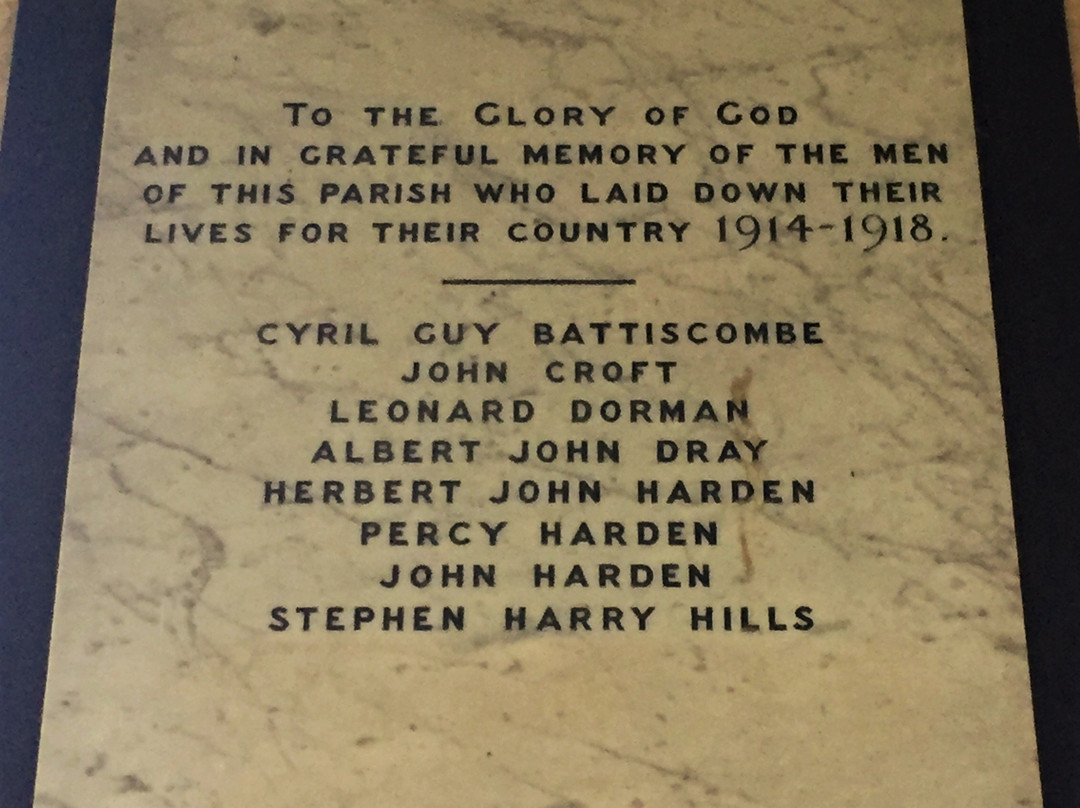 To the Glory of God
AND IN GRATEFUL MEMORY OF THE MEN
OF THIS PARISH WHO LAID DOWN THEIR
LIVES FOR THEIR COUNTRY 1914-1918.
CYRIL GUY BATTISCOMBE
JOHN CROFT
LEONARD DORMAN
ALBERT JOHN DRAY
HERBERT JOHN HARDEN
PERCY HARDEN
JOHN HARDEN
STEPHEN HARRY HILLS